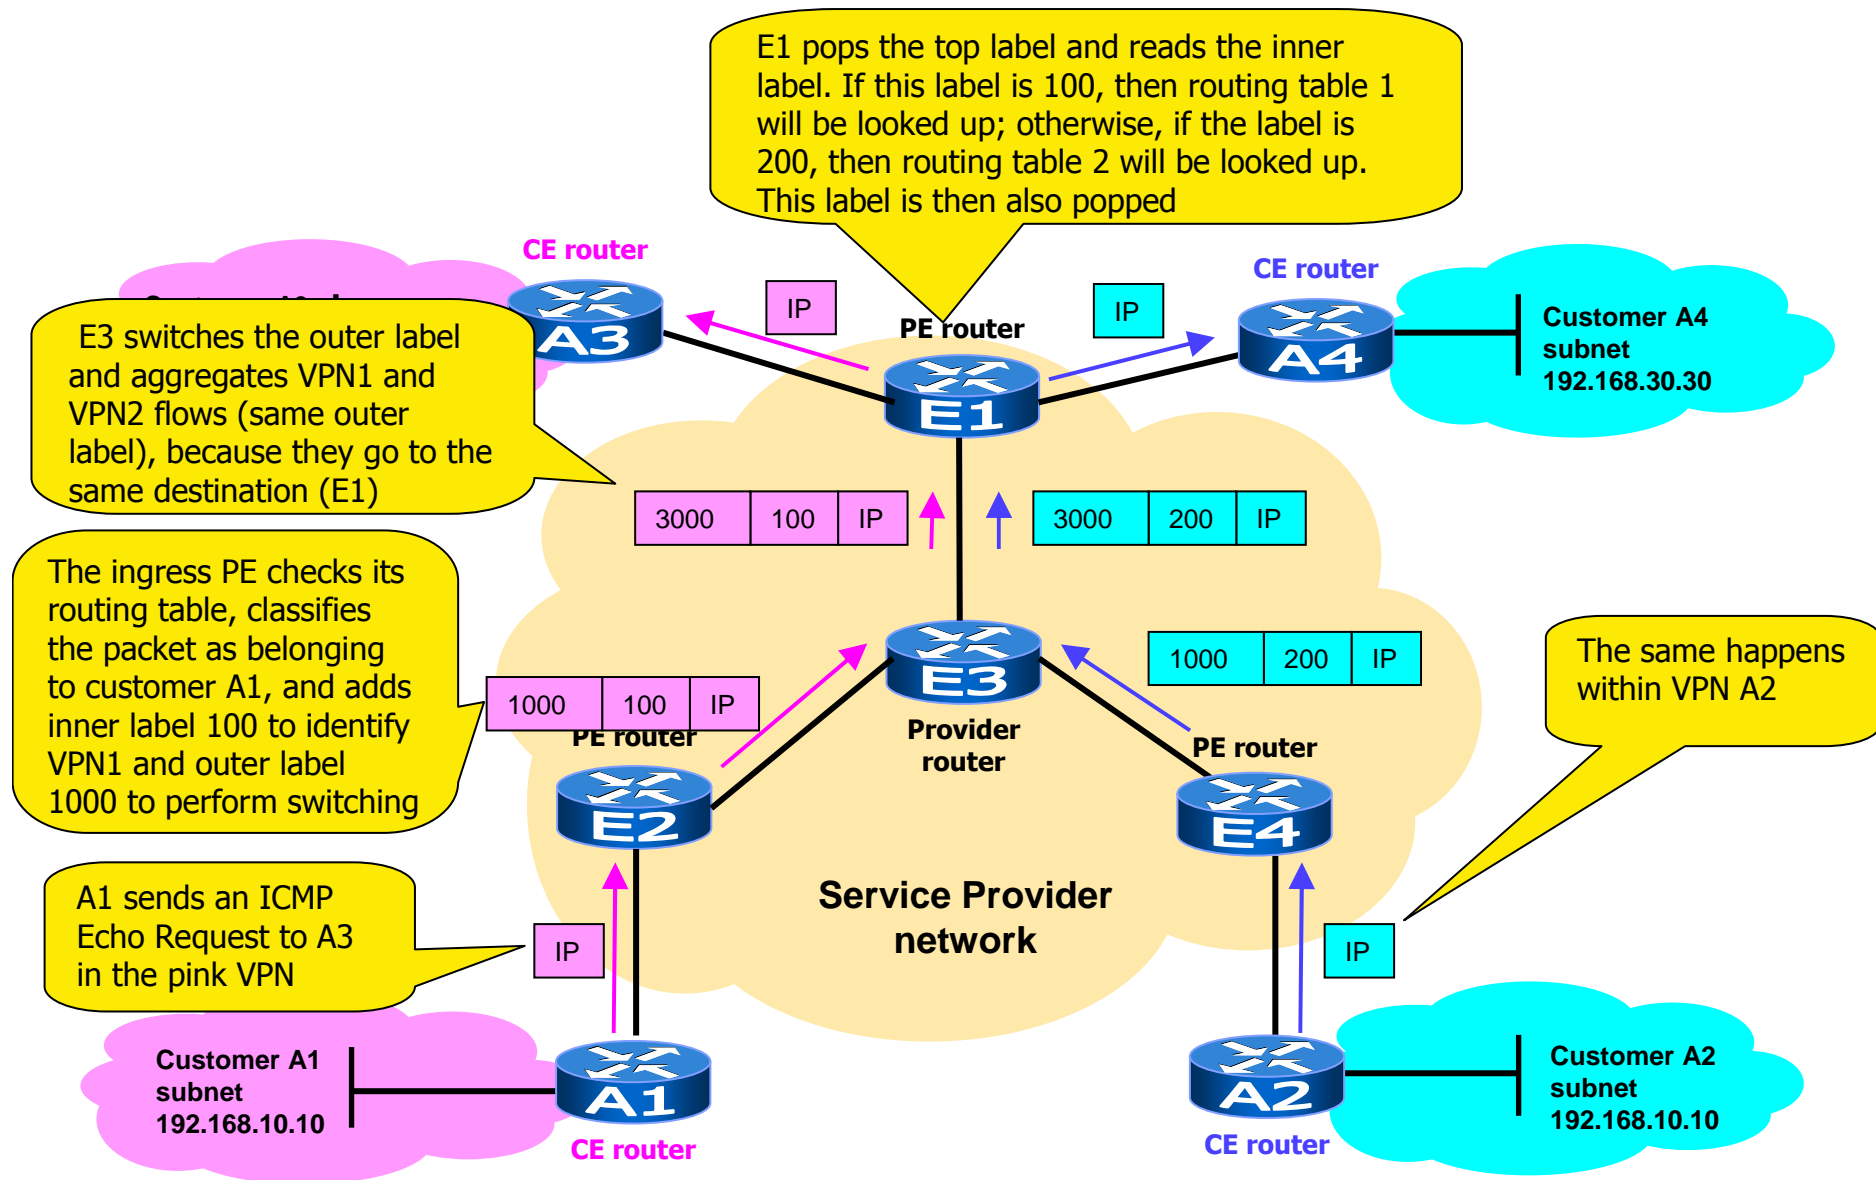 E1 pops the top label and reads the inner
label. If this label is 100, then routing table 1
will be looked up; otherwise, if the label is
200, then routing table 2 will be looked up.
This label is then also popped
CE router
A3
IP
PE router
E1
IP
CE router
A4
Customer A4
subnet
192.168.30.30
E3 switches the outer label
and aggregates VPN1 and
VPN2 flows (same outer
label), because they go to the
same destination (E1)
3000 100 IP
3000 200 IP
The ingress PE checks its
routing table, classifies
the packet as belonging
to customer A1, and adds
inner label 100 to identify
VPN1 and outer label
1000 to perform switching
1000 100 IP
PE router
E2
E3
Provider
router
1000 200 IP
PE router
E4
The same happens
within VPN A2
Service Provider
network
A1 sends an ICMP
Echo Request to A3
in the pink VPN
IP
IP
Customer A1
subnet
192.168.10.10
A1
CE router
A2
CE router
Customer A2
subnet
192.168.10.10